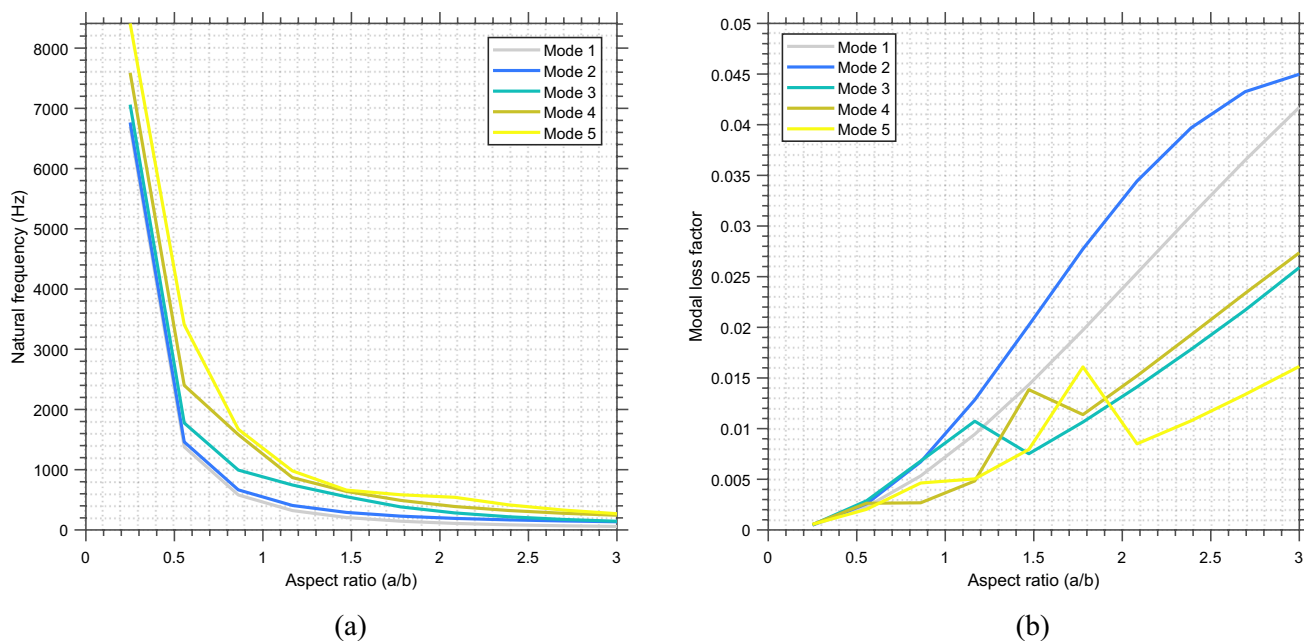 8000
7000
6000
5000
4000
3000
2000
1000
0
Natural frequency (Hz)
Mode 1
Mode 2
Mode 3
Mode 4
Mode 5
0 0.5 1 1.5 2 2.5 3
Aspect ratio (a/b)
(a)
0.05
0.045
0.04
0.035
0.03
0.025
0.02
0.015
0.01
0.005
0
Modal loss factor
Mode 1
Mode 2
Mode 3
Mode 4
Mode 5
0 0.5 1 1.5 2 2.5 3
Aspect ratio (a/b)
(b)